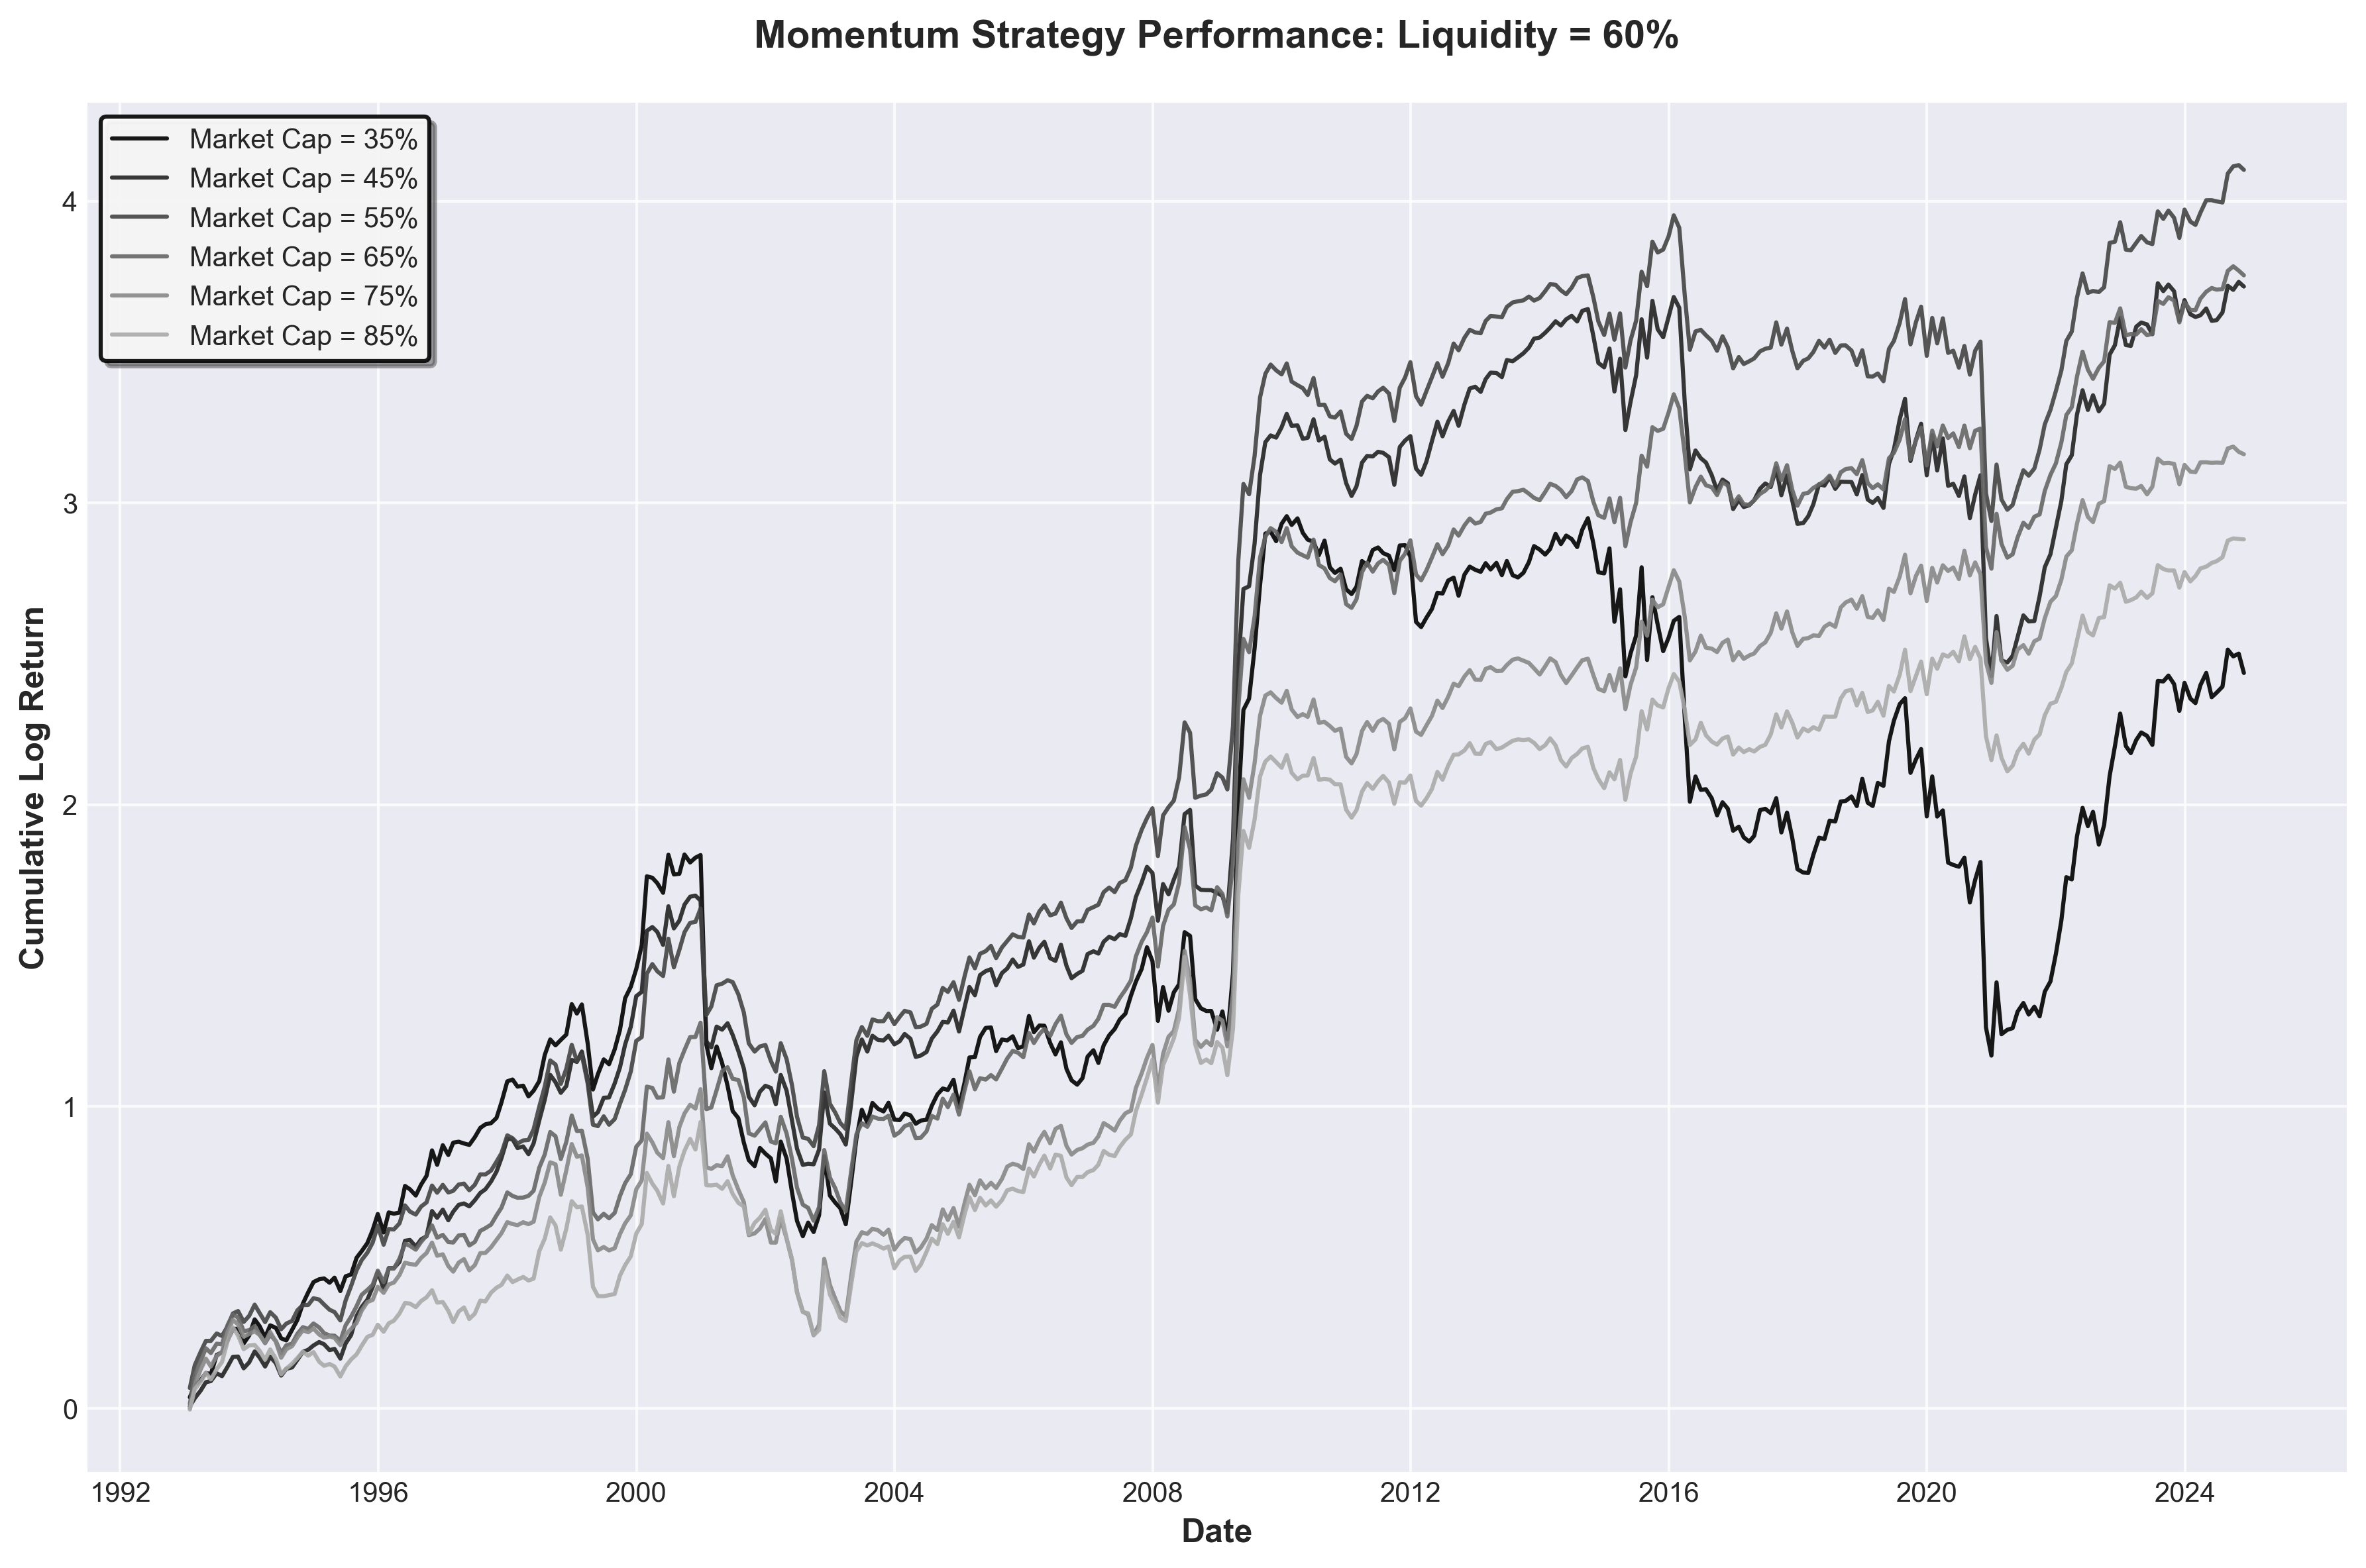 Momentum Strategy Performance: Liquidity = 60%
Market Cap = 35%
Market Cap = 45%
Market Cap = 55%
Market Cap = 65%
Market Cap = 75%
Market Cap = 85%
Cumulative Log Return
4
3
2
1
0
1992 1996 2000 2004 2008 2012 2016 2020 2024
Date